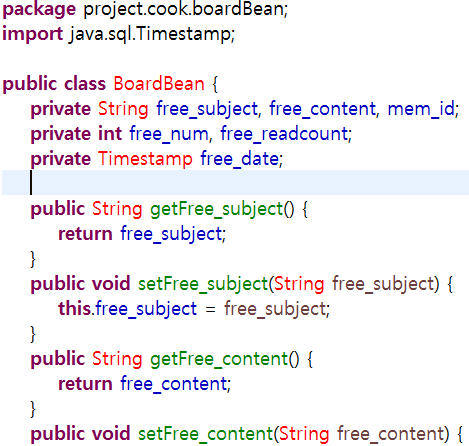 package project.cook.boardBean;
import java.sql.Timestamp;
public class BoardBean {
private String free_subject, free_content, mem_id;
private int free_num, free_readcount;
private Timestamp free_date;
public String getFree_subject() {
return free_subject;
}
public void setFree_subject(String free_subject) {
this.free_subject = free_subject;
}
public String getFree_content() {
return free_content;
}
public void setFree_content(String free_content) {